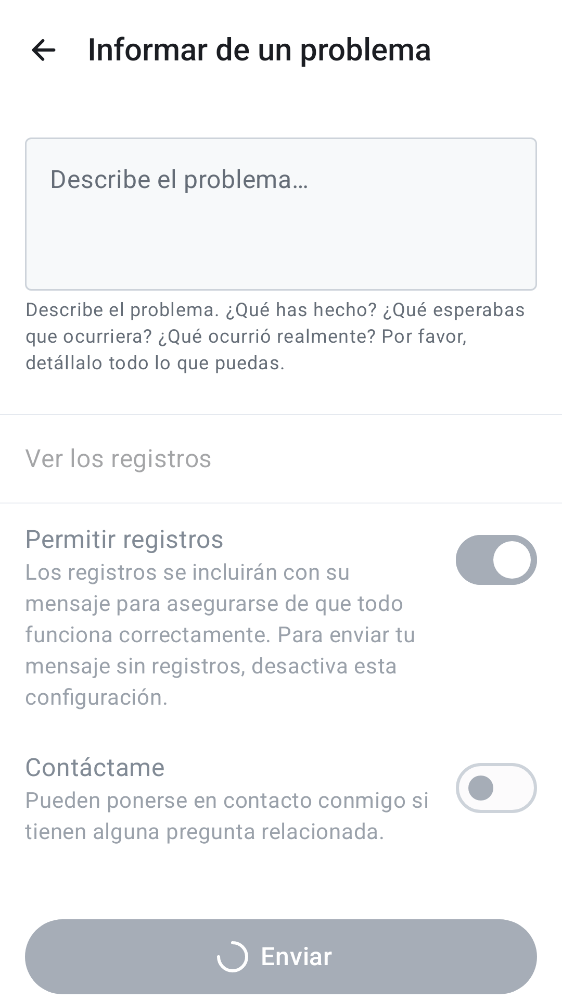 Informar de un problema
Describe el problema...
Describe el problema. ¿Qué has hecho? ¿Qué esperabas
que ocurriera? ¿Qué ocurrió realmente? Por favor,
detállalo todo lo que puedas.
Ver los registros
Permitir registros
Los registros se incluirán con su
mensaje para asegurarse de que todo
funciona correctamente. Para enviar tu
mensaje sin registros, desactiva esta
configuración.
Contáctame
Pueden ponerse en contacto conmigo si
tienen alguna pregunta relacionada.
Enviar